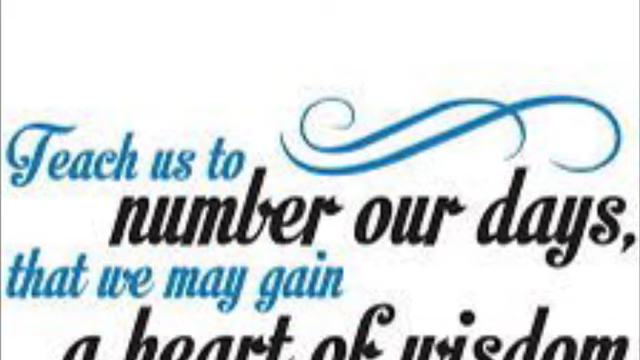 Teach us to
number our days,
that we may gain
a heart of wisdom